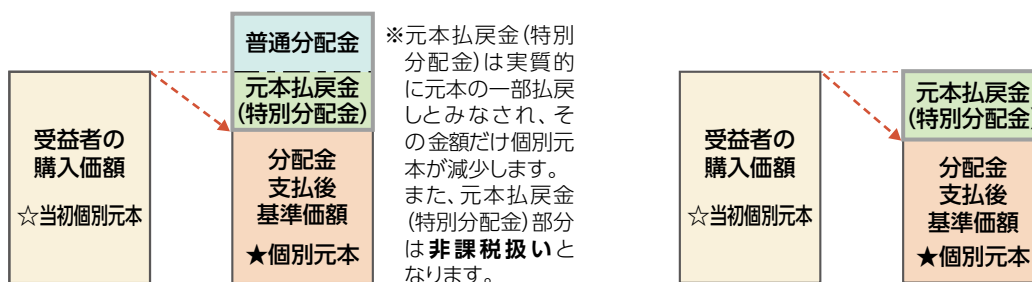 普通分配金
元本払戻金
(特別分配金)
受益者の
購入価額
☆当初個別元本
分配金
支払後
基準価額
★個別元本
※元本払戻金(特別
分配金)は実質的
に元本の一部払戻
しとみなされ、そ
の金額だけ個別元
本が減少します。
また、元本払戻金
(特別分配金)部分
は非課税扱いと
なります。
受益者の
購入価額
☆当初個別元本
元本払戻金
(特別分配金)
分配金
支払後
基準価額
★個別元本